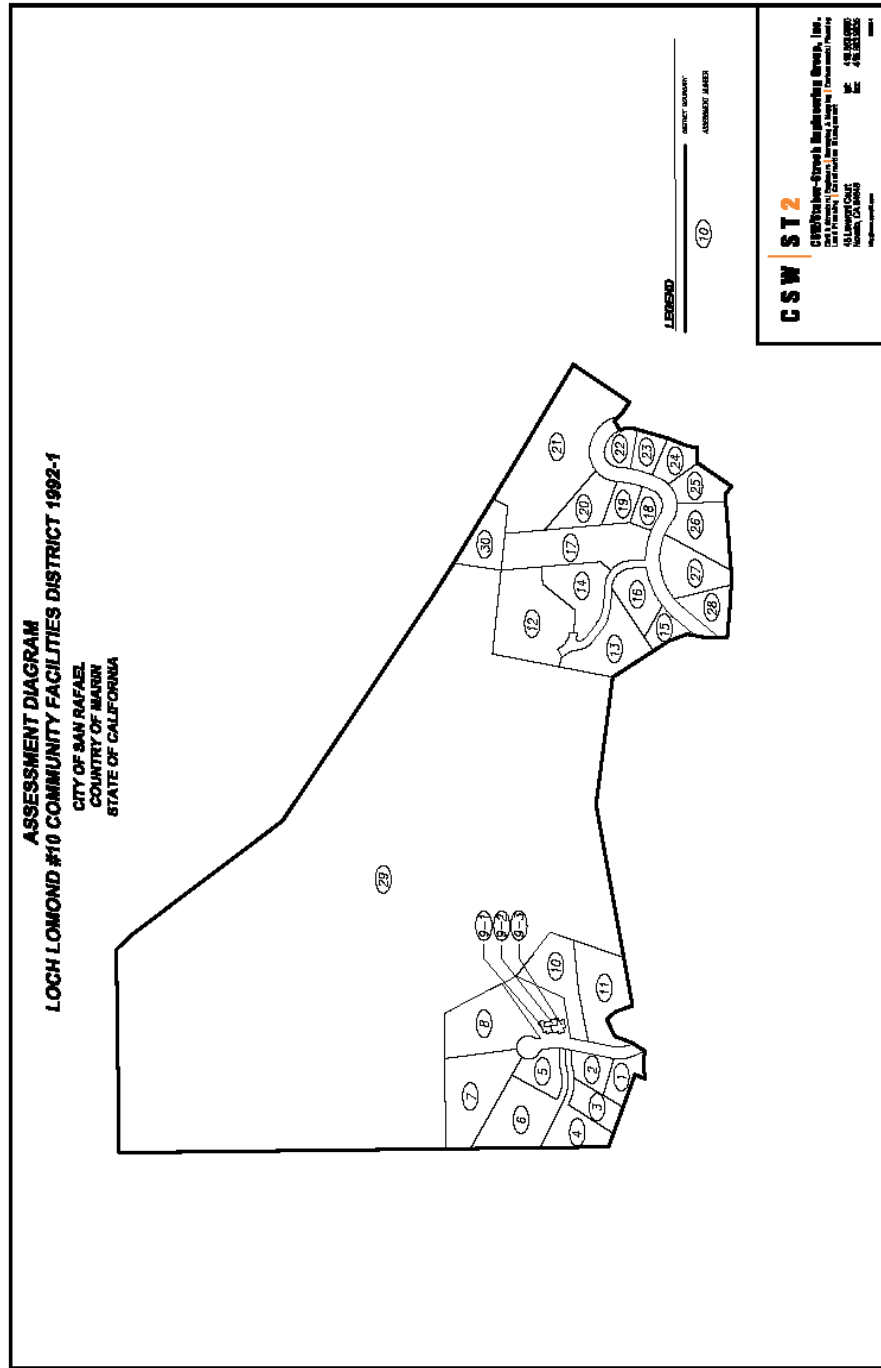 ASSESSMENT DIAGRAM
LOCH LOMOND #10 COMMUNITY FACILITIES DISTRICT 1992-1
CITY OF SAN RAFAEL
COUNTRY OF MARIN
STATE OF CALIFORNIA
29
30
21
12
14
17
20
19
22
23
24
18
25
26
16
13
15
27
28
9-1
9-2
9-3
10
11
8
7
5
6
2
1
3
4
LEGEND
DISTRICT BOUNDARY
10
ASSESSMENT NUMBER
CSW ST2
CSW/Stuber-Stroeh Engineering Group, Inc.
45 Leveroni Court
Novato, CA 94949